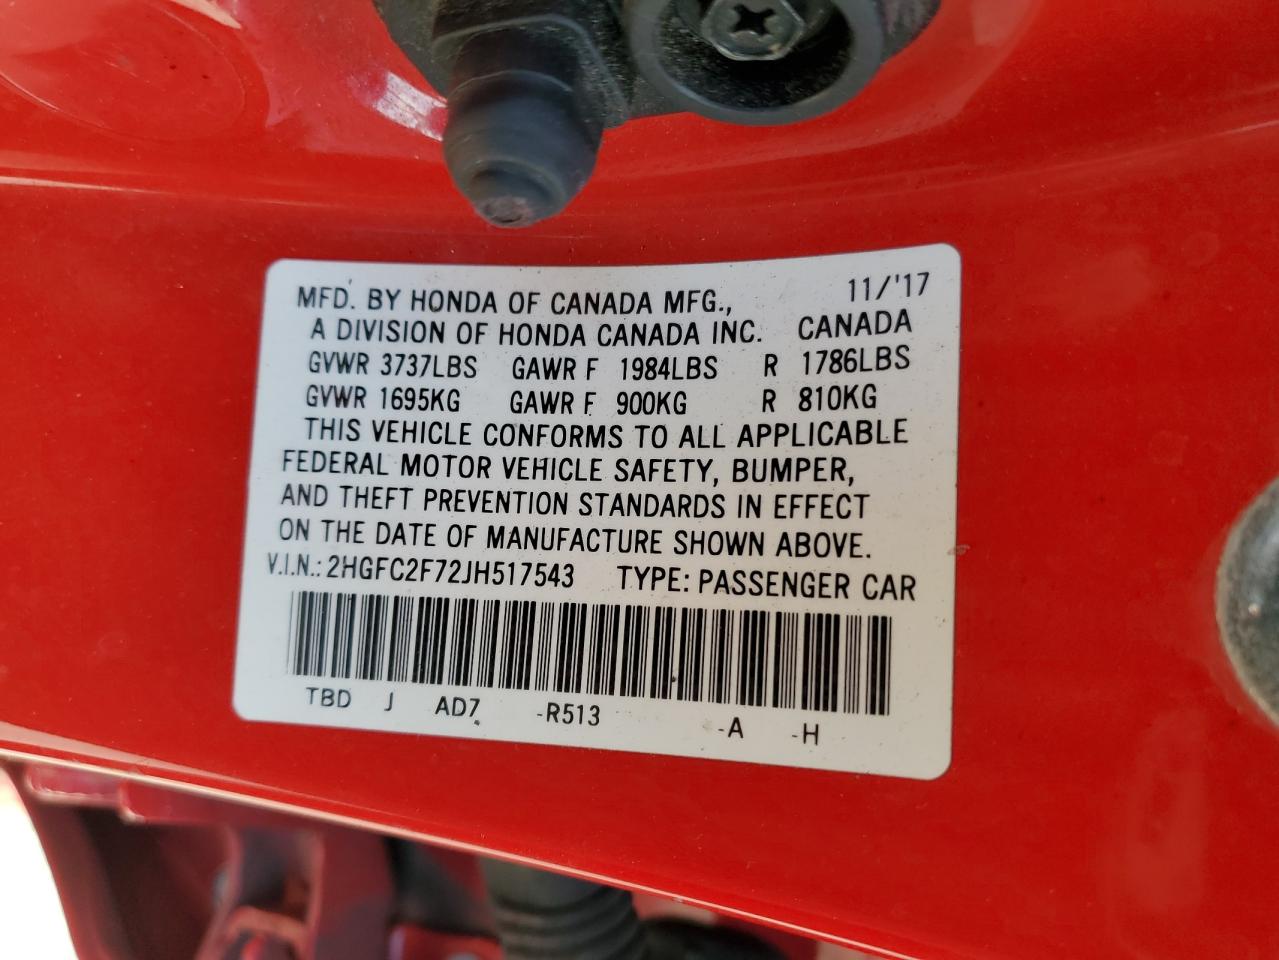 MFD. BY HONDA OF CANADA MFG., 11/'17
A DIVISION OF HONDA CANADA INC. CANADA
GVWR 3737LBS GAWR F 1984LBS R 1786LBS
GVWR 1695KG GAWR F 900KG R 810KG
THIS VEHICLE CONFORMS TO ALL APPLICABLE
FEDERAL MOTOR VEHICLE SAFETY, BUMPER,
AND THEFT PREVENTION STANDARDS IN EFFECT
ON THE DATE OF MANUFACTURE SHOWN ABOVE.
V.I.N.: 2HGFC2F72JH517543 TYPE: PASSENGER CAR
TBD J AD7 -R513 -A -H